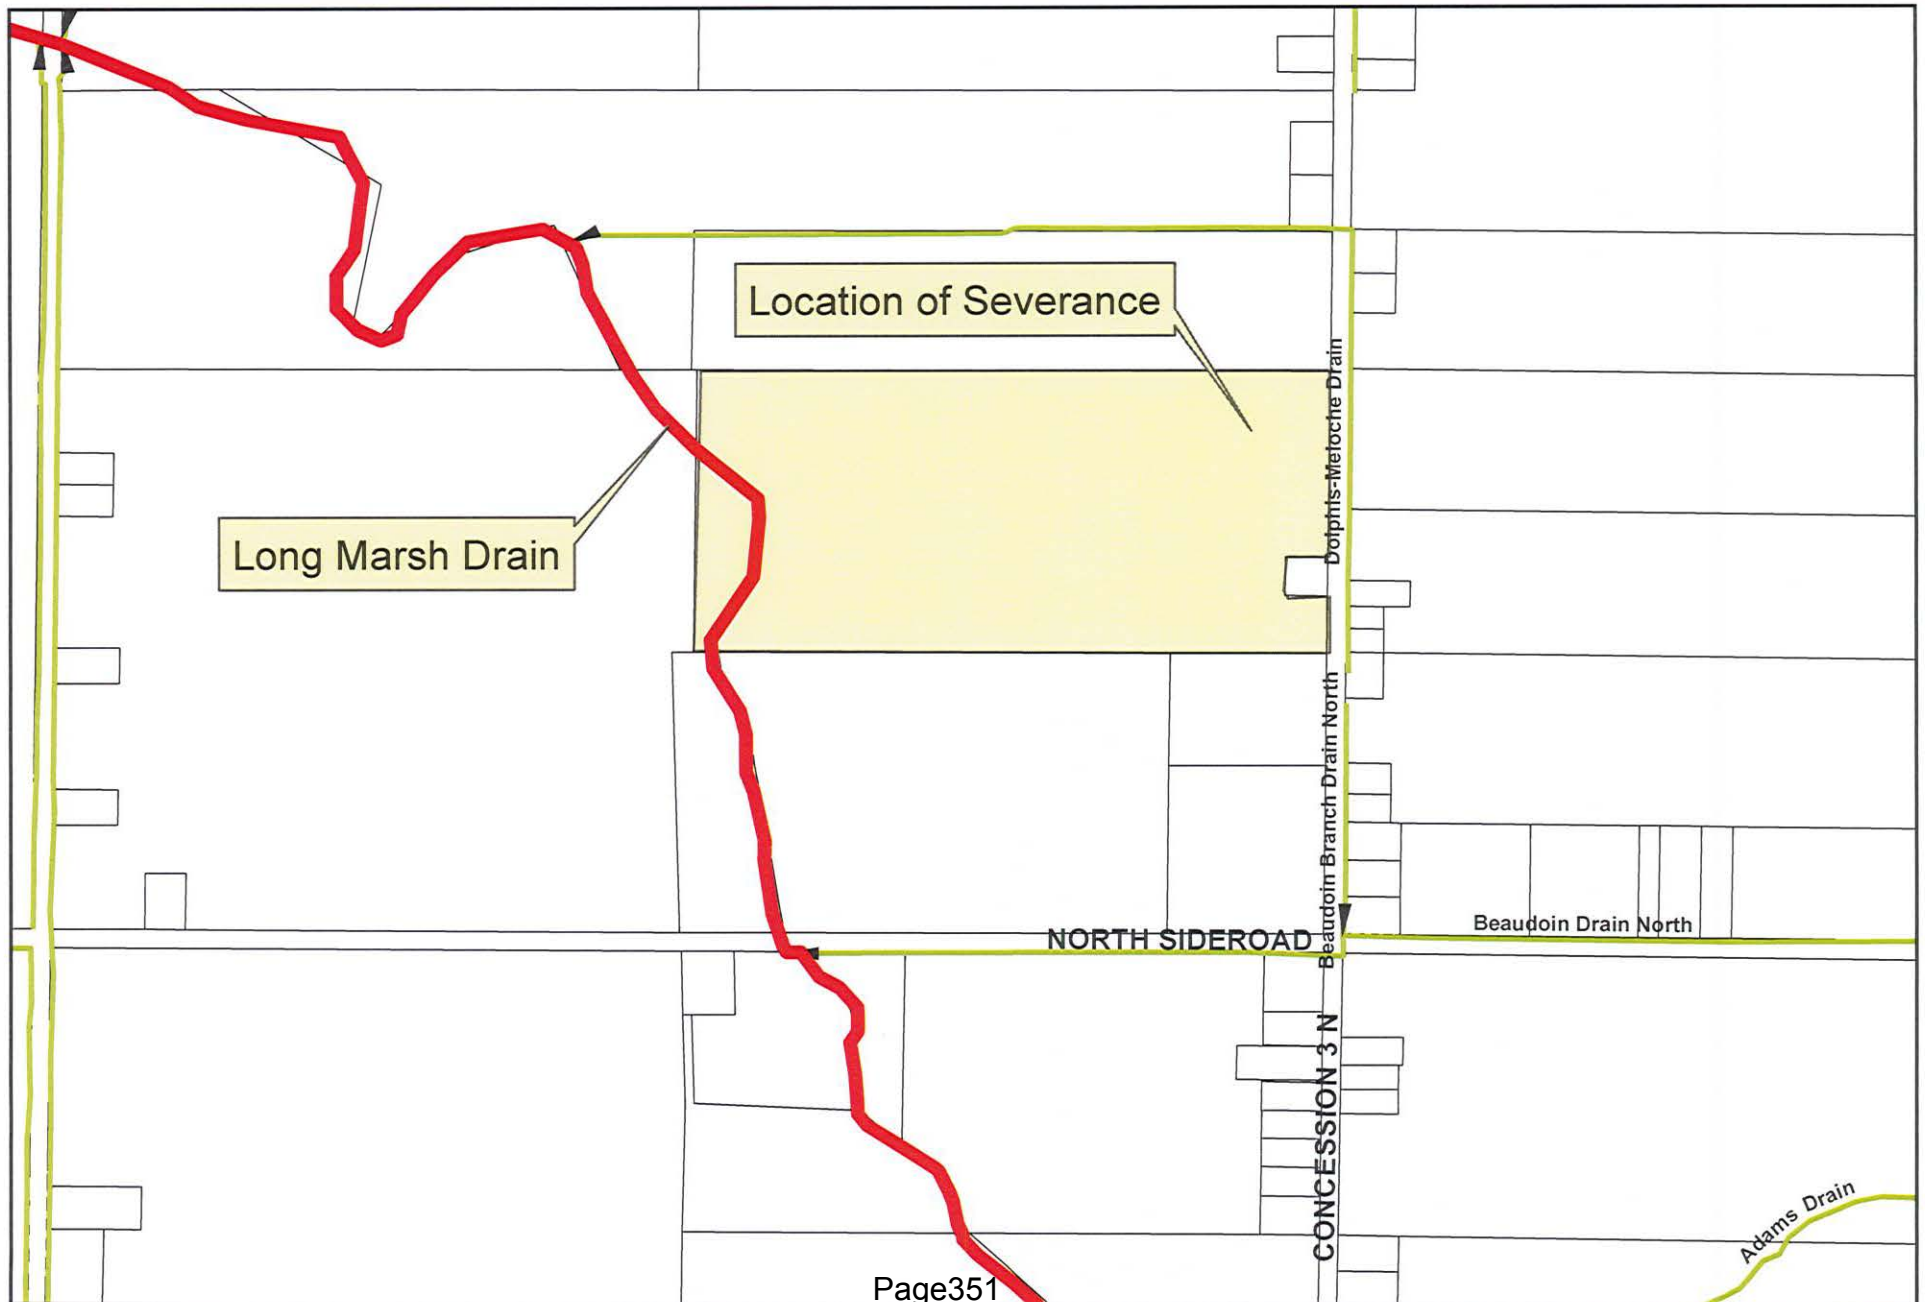 Location of Severance
Dolphis-Meloche Drain
Long Marsh Drain
Beaudoin Branch Drain North
Beaudoin Drain North
NORTH SIDEROAD
CONCESSION 3 N
Adams Drain
Page351